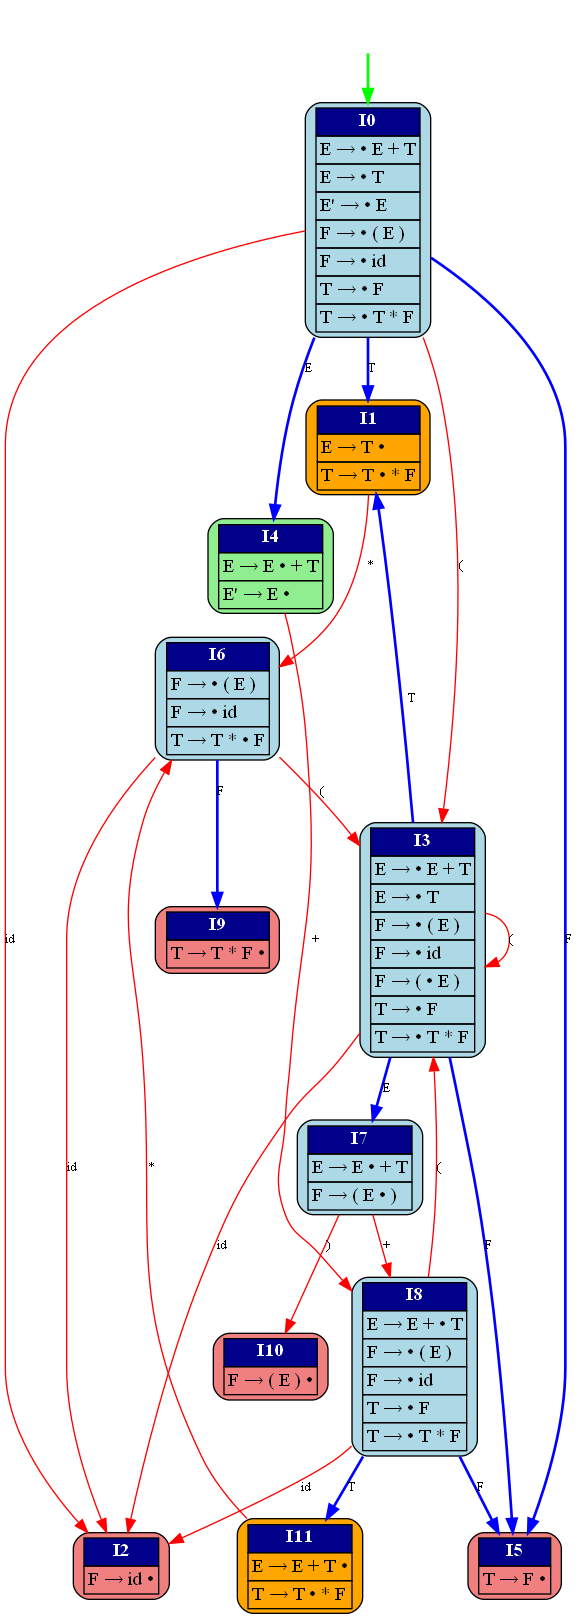 I0
E → • E + T
E → • T
E' → • E
F → • ( E )
F → • id
T → • F
T → • T * F
E
T
I1
E → T •
T → T • * F
I4
E → E • + T
E' → E •
*
(
I6
F → • ( E )
F → • id
T → T * • F
T
F
(
I3
E → • E + T
E → • T
F → • ( E )
F → • id
F → ( • E )
T → • F
T → • T * F
I9
T → T * F •
id
+
(
F
E
I7
E → E • + T
F → ( E • )
id
*
(
id
)
+
F
I8
E → E + • T
F → • ( E )
F → • id
T → • F
T → • T * F
I10
F → ( E ) •
id
T
F
I2
F → id •
I11
E → E + T •
T → T • * F
I5
T → F •